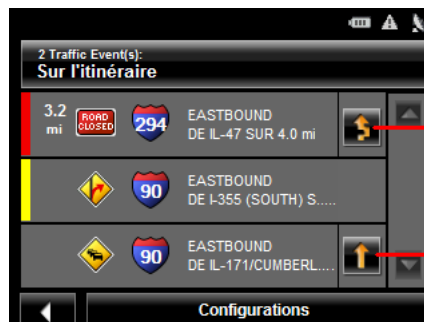 2 Traffic Event(s):
Sur l'itinéraire
3.2
mi
ROAD
CLOSED
294
EASTBOUND
DE IL-47 SUR 4.0 mi
90
EASTBOUND
DE I-355 (SOUTH) S.....
90
EASTBOUND
DE IL-171/CUMBERL....
Configurations